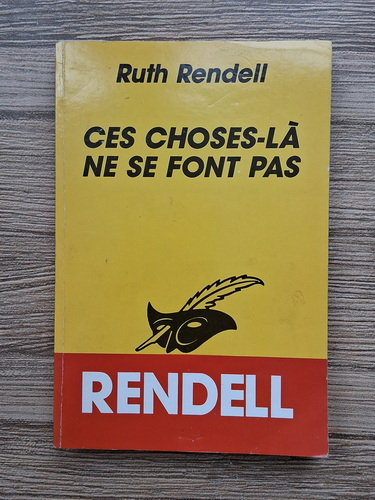 Ruth Rendell
CES CHOSES-LÀ
NE SE FONT PAS
RENDELL